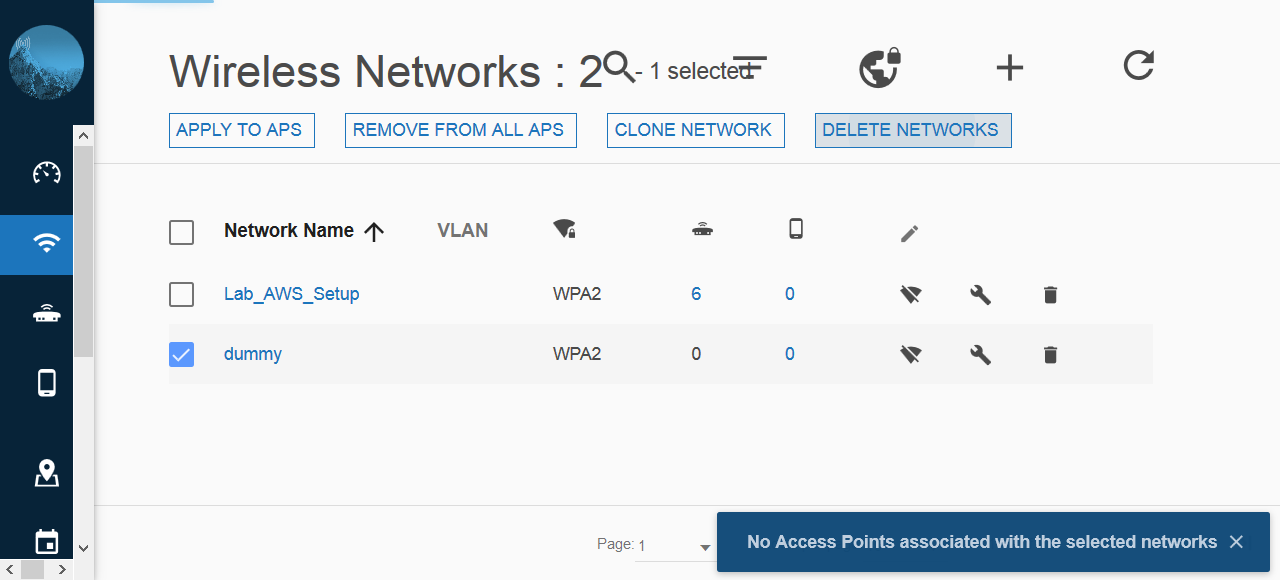 Wireless Networks : 2 - 1 selected
APPLY TO APS REMOVE FROM ALL APS CLONE NETWORK DELETE NETWORKS
Network Name VLAN
Lab_AWS_Setup WPA2 6 0
dummy WPA2 0 0
Page: 1
No Access Points associated with the selected networks